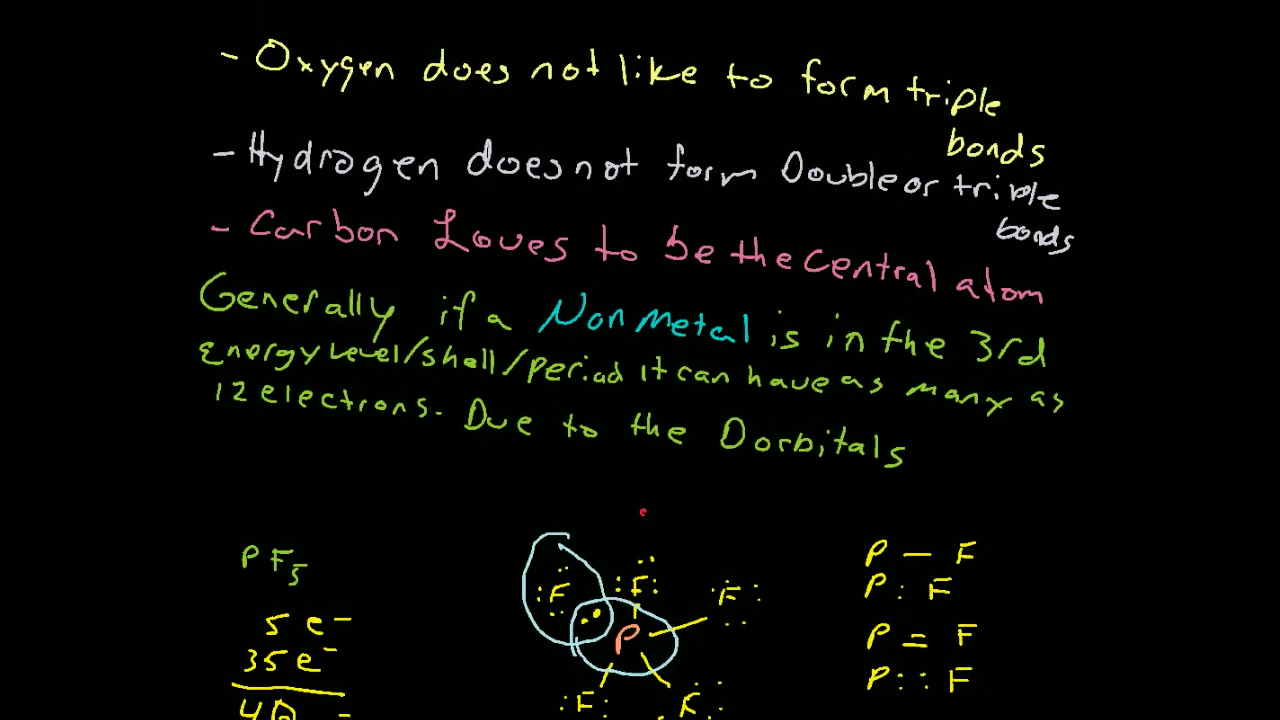 - Oxygen does not like to form triple
bonds
- Hydrogen does not form Double or triple
bonds
- Carbon Loves to be the central atom
Generally if a Nonmetal is in the 3rd
Energy Level/shell/period it can have as many as
12 electrons. Due to the D orbitals
PF5
5 e-
35 e-
40 -
:F :F: F:
P
:F F:
P — F
P : F
P = F
P :: F